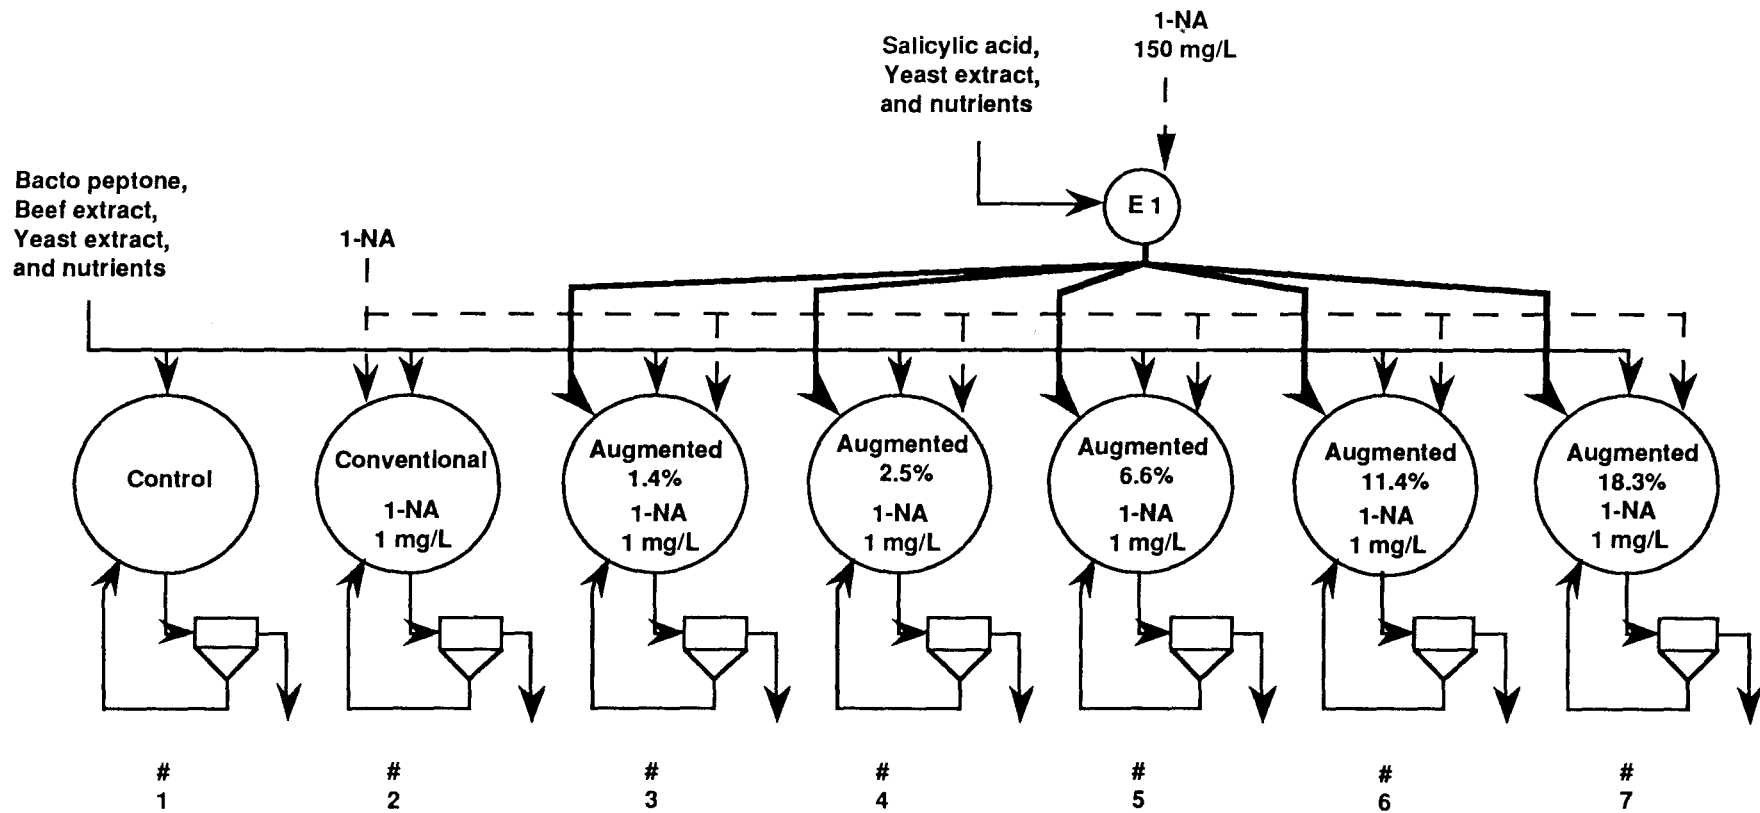 1-NA
150 mg/L
Salicylic acid,
Yeast extract,
and nutrients
E 1
Bacto peptone,
Beef extract,
Yeast extract,
and nutrients
1-NA
Control
Conventional
1-NA
1 mg/L
Augmented
1.4%
1-NA
1 mg/L
Augmented
2.5%
1-NA
1 mg/L
Augmented
6.6%
1-NA
1 mg/L
Augmented
11.4%
1-NA
1 mg/L
Augmented
18.3%
1-NA
1 mg/L
#
1
#
2
#
3
#
4
#
5
#
6
#
7